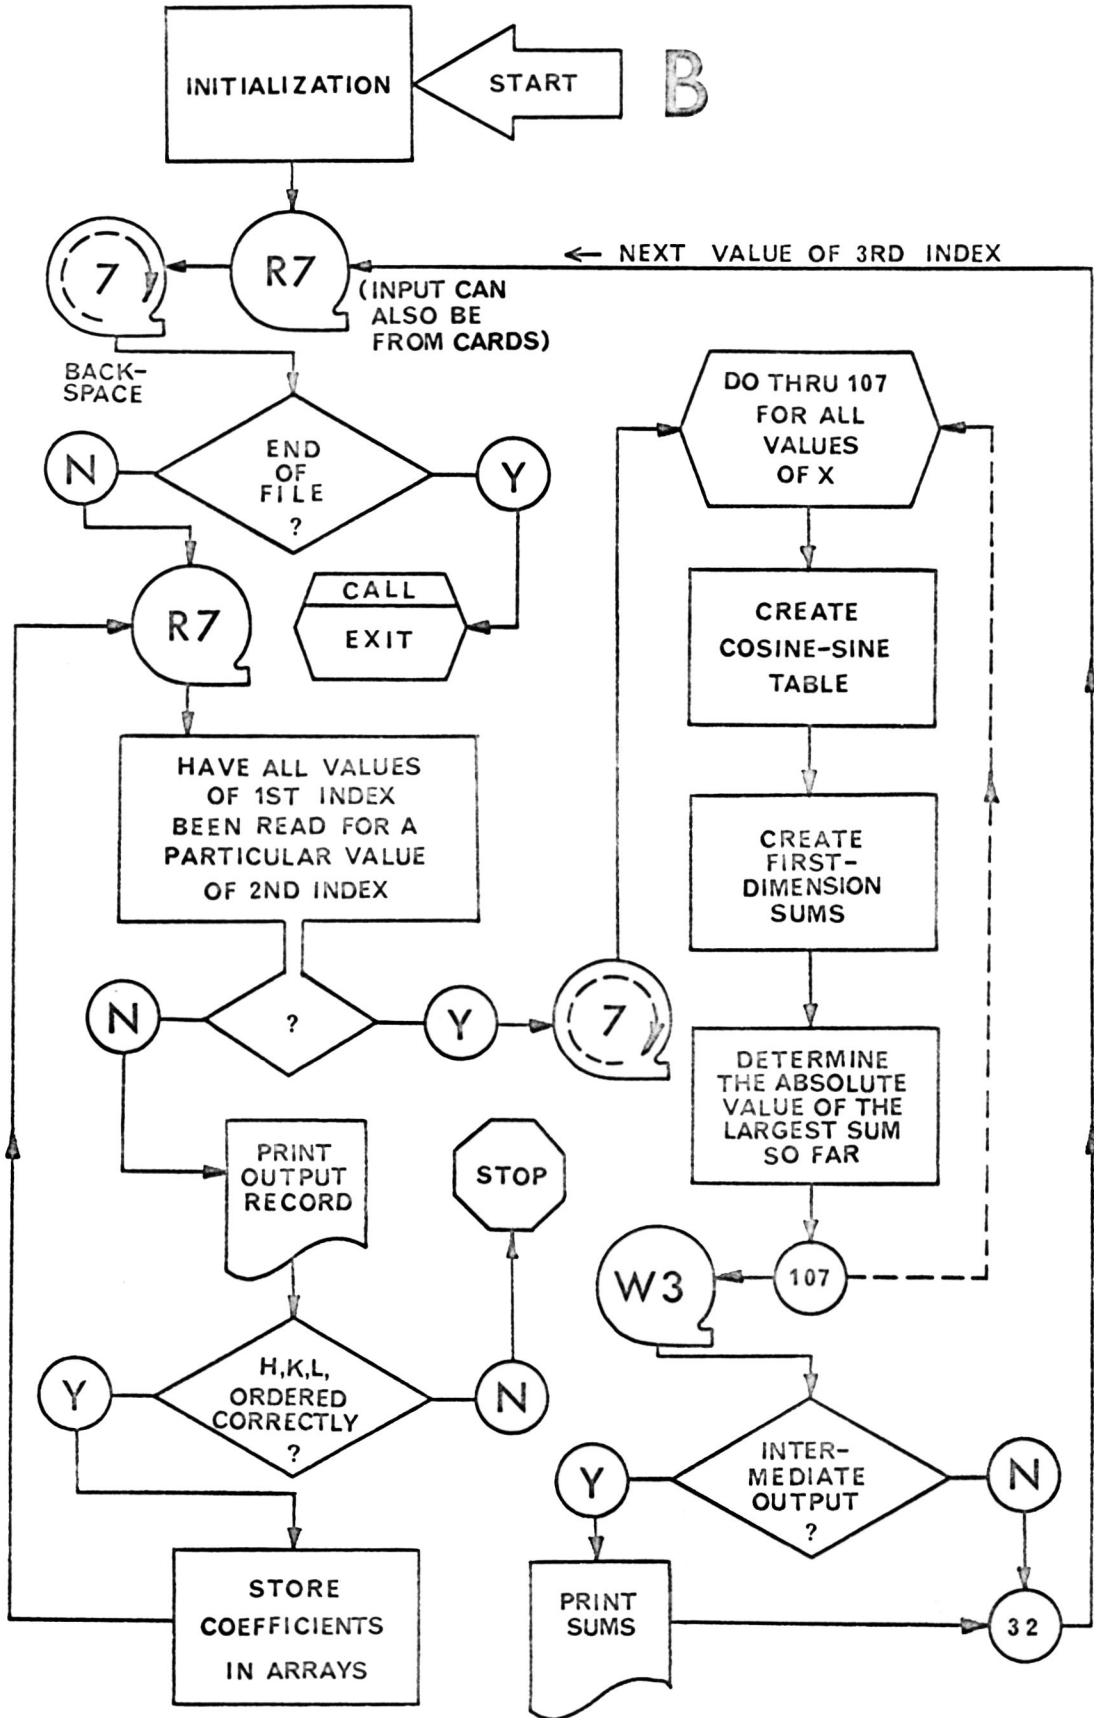 INITIALIZATION
START
B
7
R7
← NEXT VALUE OF 3RD INDEX
(INPUT CAN
ALSO BE
FROM CARDS)
BACK-
SPACE
END
OF
FILE
?
N
Y
R7
CALL
EXIT
HAVE ALL VALUES
OF 1ST INDEX
BEEN READ FOR A
PARTICULAR VALUE
OF 2ND INDEX
?
N
Y
7
PRINT
OUTPUT
RECORD
STOP
H,K,L,
ORDERED
CORRECTLY
?
Y
N
STORE
COEFFICIENTS
IN ARRAYS
DO THRU 107
FOR ALL
VALUES
OF X
CREATE
COSINE-SINE
TABLE
CREATE
FIRST-
DIMENSION
SUMS
DETERMINE
THE ABSOLUTE
VALUE OF THE
LARGEST SUM
SO FAR
107
W3
INTER-
MEDIATE
OUTPUT
?
Y
N
PRINT
SUMS
32